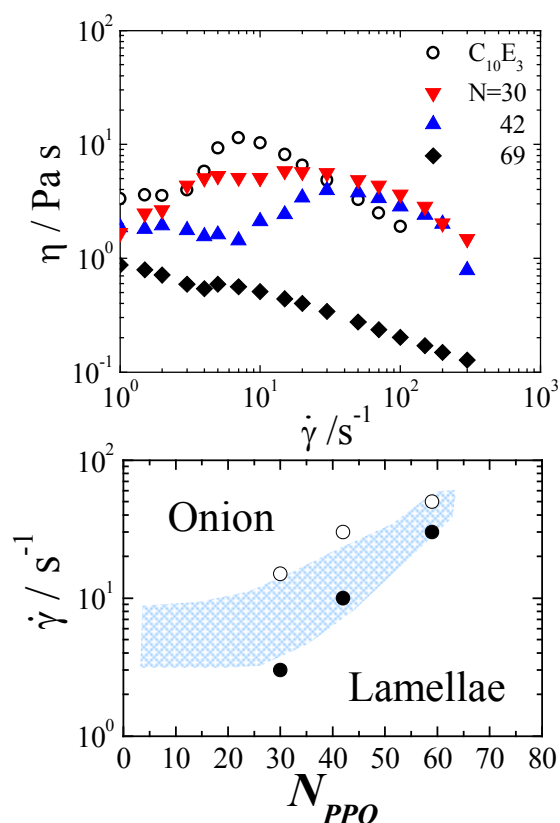 10²
10¹
10⁰
10⁻¹
η / Pa s
C₁₀E₃
N=30
42
69
10⁰ 10¹ 10² 10³
γ̇ /s⁻¹
10²
10¹
10⁰
γ̇ / s⁻¹
Onion
Lamellae
0 10 20 30 40 50 60 70 80
N_PPO